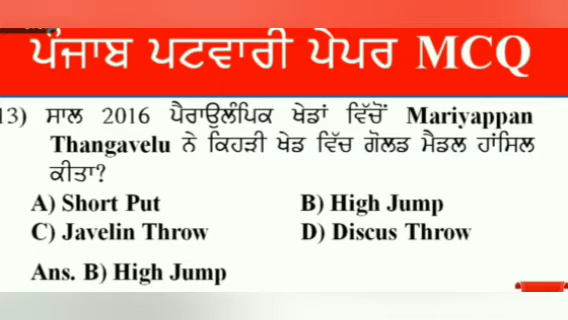 ਪੰਜਾਬ ਪਟਵਾਰੀ ਪੇਪਰ MCQ
13) ਸਾਲ 2016 ਪੈਰਾਉਲੰਪਿਕ ਖੇਡਾਂ ਵਿੱਚੋਂ Mariyappan
Thangavelu ਨੇ ਕਿਹੜੀ ਖੇਡ ਵਿੱਚ ਗੋਲਡ ਮੈਡਲ ਹਾਂਸਿਲ
ਕੀਤਾ?
A) Short Put B) High Jump
C) Javelin Throw D) Discus Throw
Ans. B) High Jump